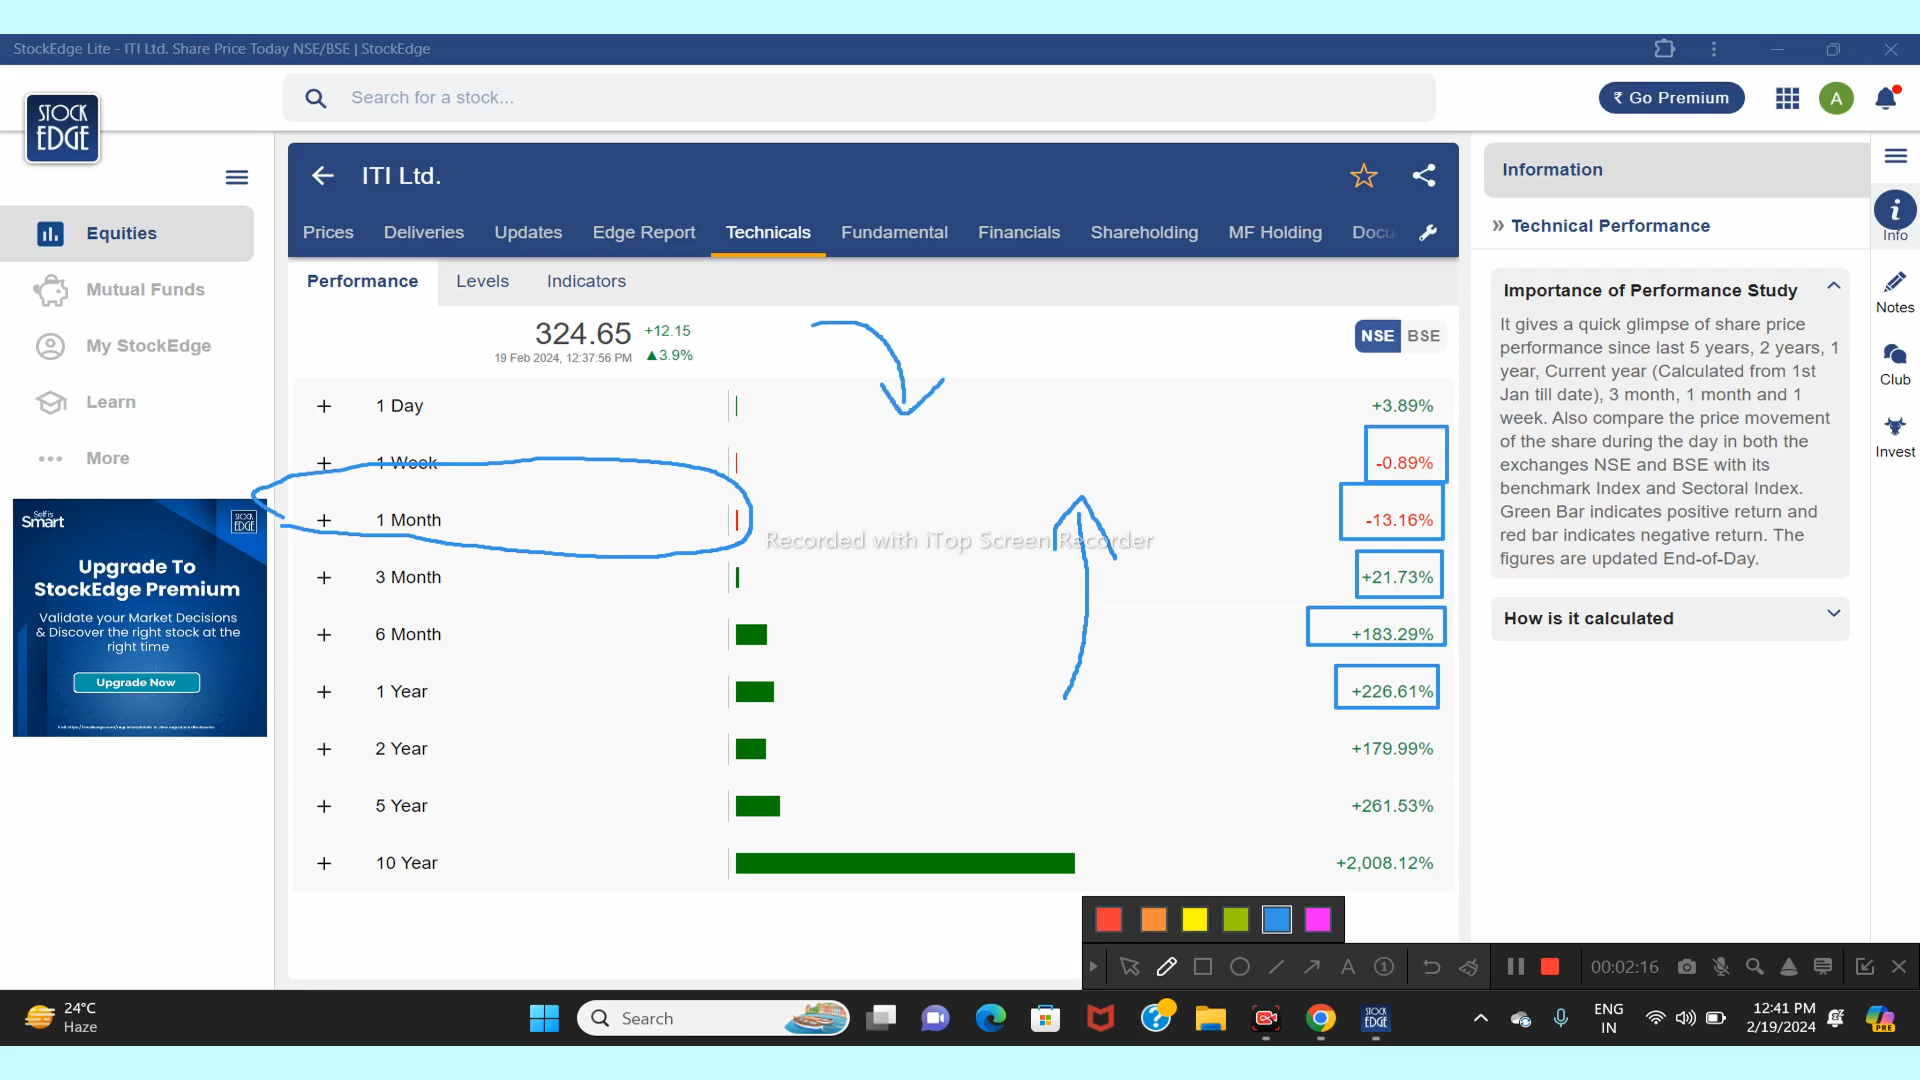 StockEdge Lite - ITI Ltd. Share Price Today NSE/BSE | StockEdge
STOCK
EDGE
Search for a stock...
₹ Go Premium
A
Equities
Mutual Funds
My StockEdge
Learn
More
Self is
Smart
STOCK
EDGE
Upgrade To
StockEdge Premium
Validate your Market Decisions
& Discover the right stock at the
right time
Upgrade Now
ITI Ltd.
Prices Deliveries Updates Edge Report Technicals Fundamental Financials Shareholding MF Holding Docu
Performance Levels Indicators
324.65 +12.15
19 Feb 2024, 12:37:56 PM ▲3.9%
NSE BSE
+ 1 Day +3.89%
+ 1 Week -0.89%
+ 1 Month -13.16%
Recorded with iTop Screen Recorder
+ 3 Month +21.73%
+ 6 Month +183.29%
+ 1 Year +226.61%
+ 2 Year +179.99%
+ 5 Year +261.53%
+ 10 Year +2,008.12%
Information
» Technical Performance
Importance of Performance Study
It gives a quick glimpse of share price
performance since last 5 years, 2 years, 1
year, Current year (Calculated from 1st
Jan till date), 3 month, 1 month and 1
week. Also compare the price movement
of the share during the day in both the
exchanges NSE and BSE with its
benchmark Index and Sectoral Index.
Green Bar indicates positive return and
red bar indicates negative return. The
figures are updated End-of-Day.
How is it calculated
i
Info
Notes
Club
Invest
A 1 00:02:16
24°C
Haze
Search
STOCK
EDGE
ENG
IN
12:41 PM
2/19/2024
PRE